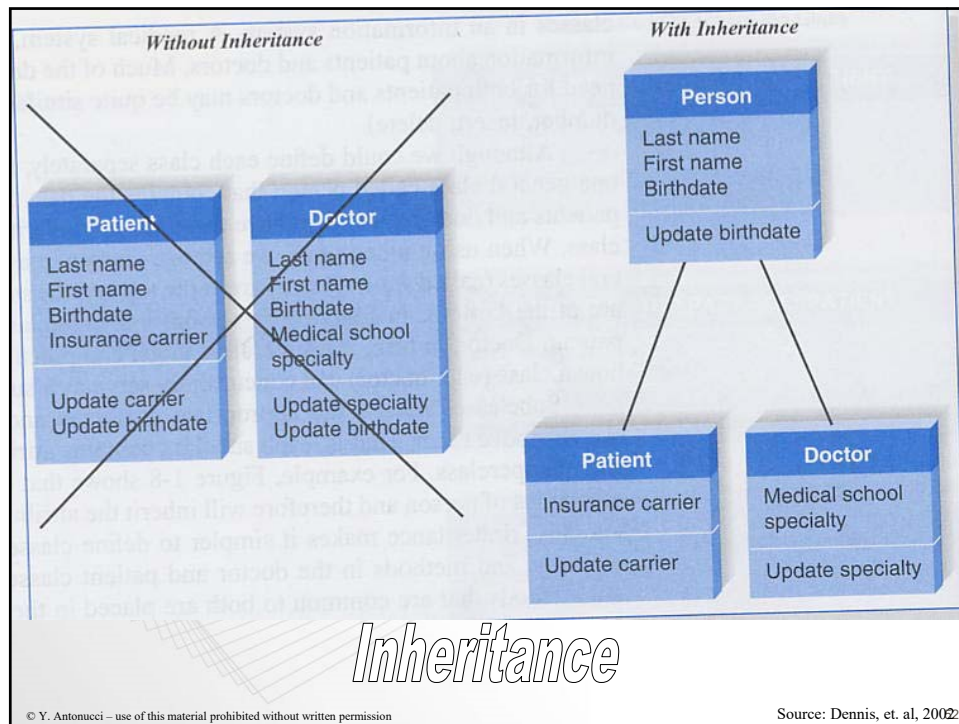 Without Inheritance
Patient
Last name
First name
Birthdate
Insurance carrier
Update carrier
Update birthdate
Doctor
Last name
First name
Birthdate
Medical school
specialty
Update specialty
Update birthdate
With Inheritance
Person
Last name
First name
Birthdate
Update birthdate
Patient
Insurance carrier
Update carrier
Doctor
Medical school
specialty
Update specialty
Inheritance
© Y. Antonucci – use of this material prohibited without written permission
Source: Dennis, et. al, 2002